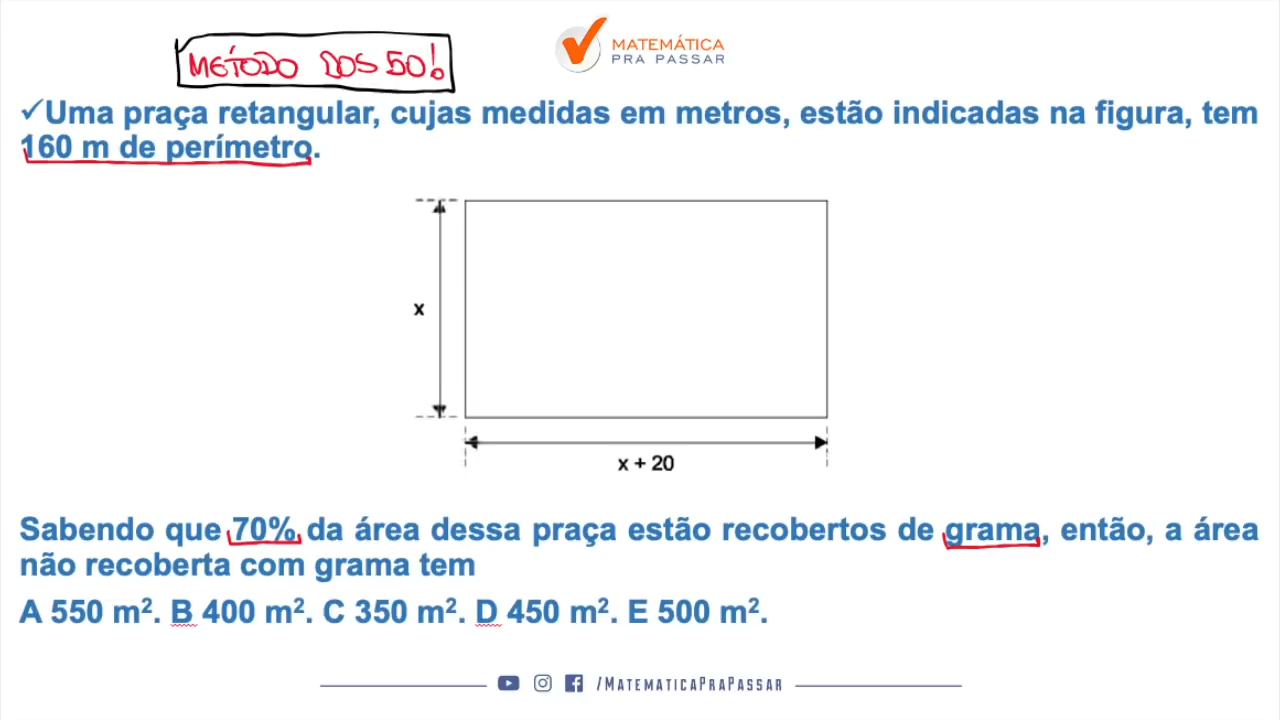 MÉTODO DOS 50!
MATEMÁTICA
PRA PASSAR
✓Uma praça retangular, cujas medidas em metros, estão indicadas na figura, tem
160 m de perímetro.
x
x + 20
Sabendo que 70% da área dessa praça estão recobertos de grama, então, a área
não recoberta com grama tem
A 550 m². B 400 m². C 350 m². D 450 m². E 500 m².
/MATEMATICAPRAPASSAR